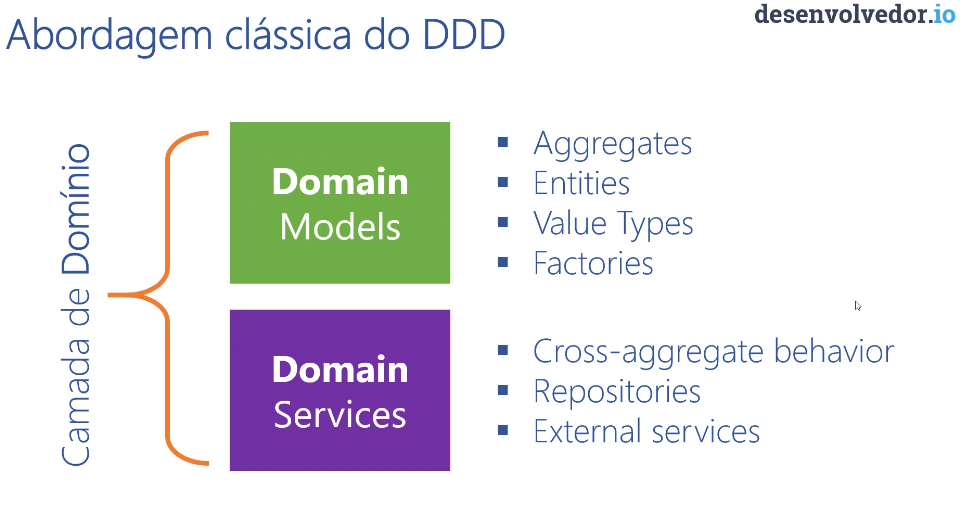 desenvolvedor.io
Abordagem clássica do DDD
Camada de Domínio
Domain
Models
▪ Aggregates
▪ Entities
▪ Value Types
▪ Factories
Domain
Services
▪ Cross-aggregate behavior
▪ Repositories
▪ External services